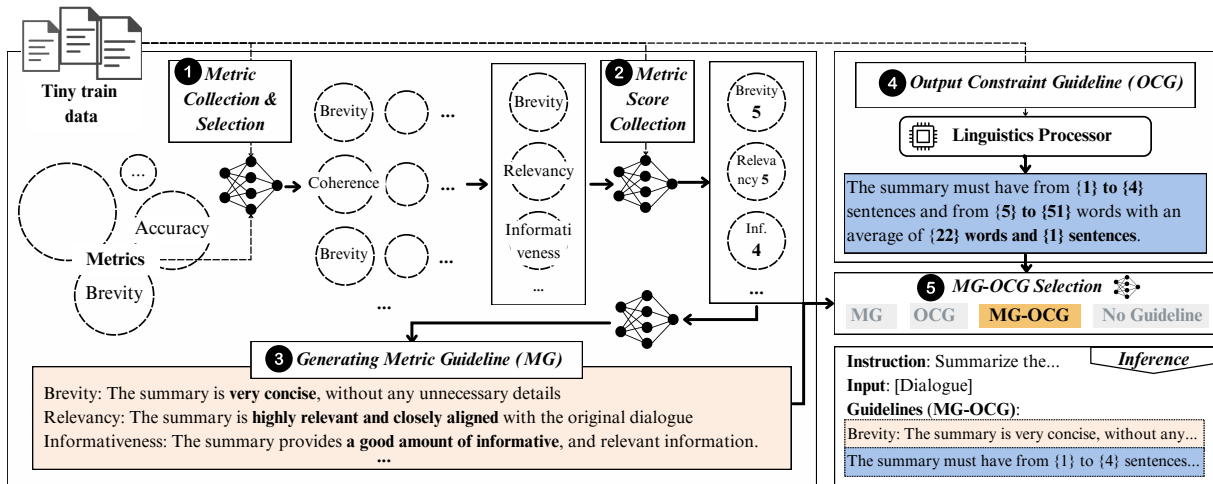 Tiny train
data
1 Metric
Collection &
Selection
...
Accuracy
Metrics
Brevity
Brevity
...
Coherence
...
Brevity
...
...
Brevity
Relevancy
Informati
veness
...
2 Metric
Score
Collection
Brevity
5
Releva
ncy 5
Inf.
4
...
3 Generating Metric Guideline (MG)
Brevity: The summary is very concise, without any unnecessary details
Relevancy: The summary is highly relevant and closely aligned with the original dialogue
Informativeness: The summary provides a good amount of informative, and relevant information.
...
4 Output Constraint Guideline (OCG)
Linguistics Processor
The summary must have from {1} to {4}
sentences and from {5} to {51} words with an
average of {22} words and {1} sentences.
5 MG-OCG Selection
MG OCG MG-OCG No Guideline
Inference
Instruction: Summarize the...
Input: [Dialogue]
Guidelines (MG-OCG):
Brevity: The summary is very concise, without any...
The summary must have from {1} to {4} sentences...